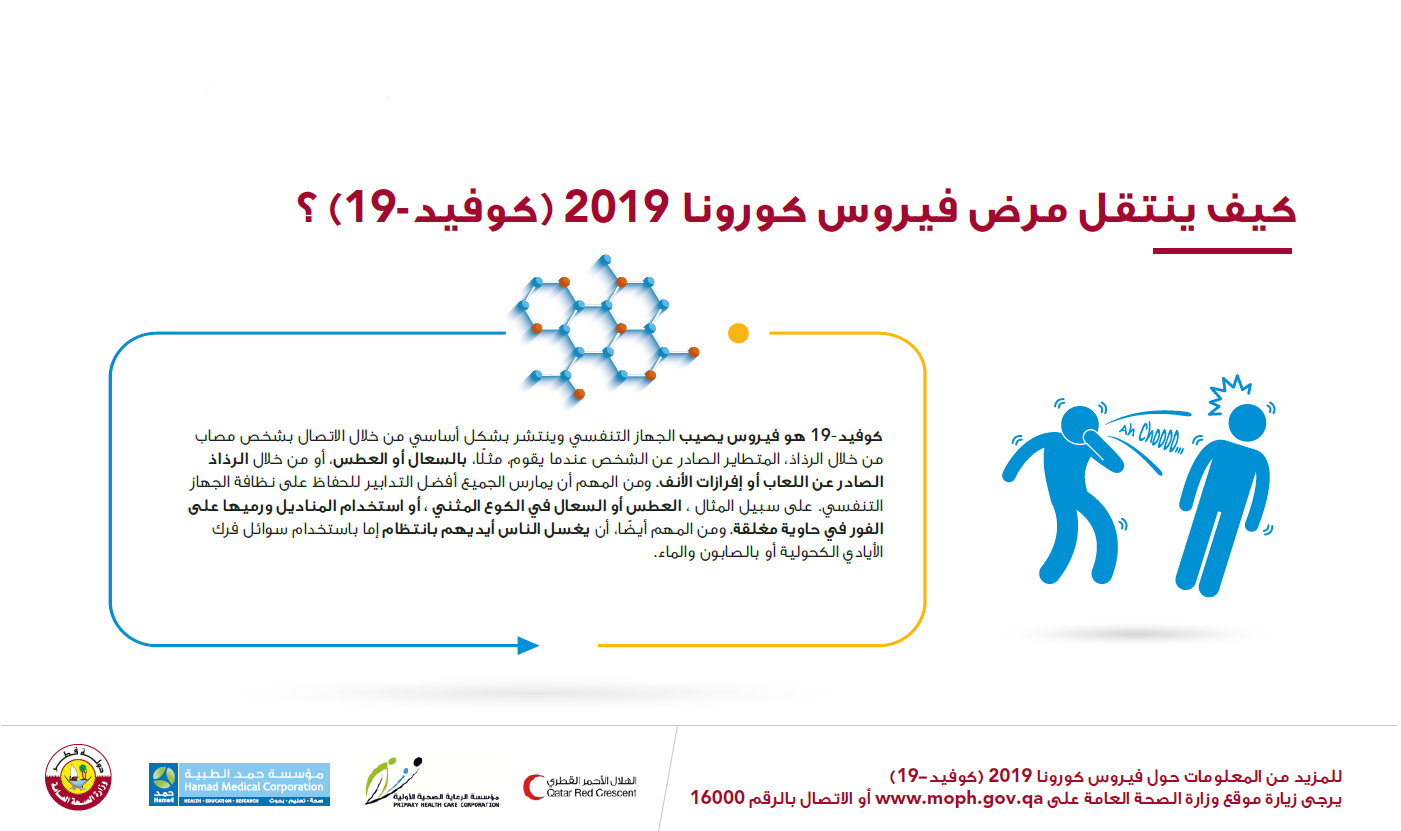 كيف ينتقل مرض فيروس كورونا 2019 (كوفيد-19) ؟
Ah Choooo...
كوفيد-19 هو فيروس يصيب الجهاز التنفسي وينتشر بشكل أساسي من خلال الاتصال بشخص مصاب
من خلال الرذاذ، المتطاير الصادر عن الشخص عندما يقوم، مثلًا، بالسعال أو العطس، أو من خلال الرذاذ
الصادر عن اللعاب أو إفرازات الأنف. ومن المهم أن يمارس الجميع أفضل التدابير للحفاظ على نظافة الجهاز
التنفسي. على سبيل المثال ، العطس أو السعال في الكوع المثني ، أو استخدام المناديل ورميها على
الفور في حاوية مغلقة. ومن المهم أيضًا، أن يغسل الناس أيديهم بانتظام إما باستخدام سوائل فرك
الأيادي الكحولية أو بالصابون والماء.
للمزيد من المعلومات حول فيروس كورونا 2019 (كوفيد–19)
يرجى زيارة موقع وزارة الصحة العامة على www.moph.gov.qa أو الاتصال بالرقم 16000
الهلال الأحمر القطري
Qatar Red Crescent
مؤسسة الرعاية الصحية الأولية
PRIMARY HEALTH CARE CORPORATION
مؤسسة حمد الطبية
Hamad Medical Corporation
حمد
Hamad
صحة • تعليم • بحوث
HEALTH • EDUCATION • RESEARCH
دولة قطر
وزارة الصحة العامة